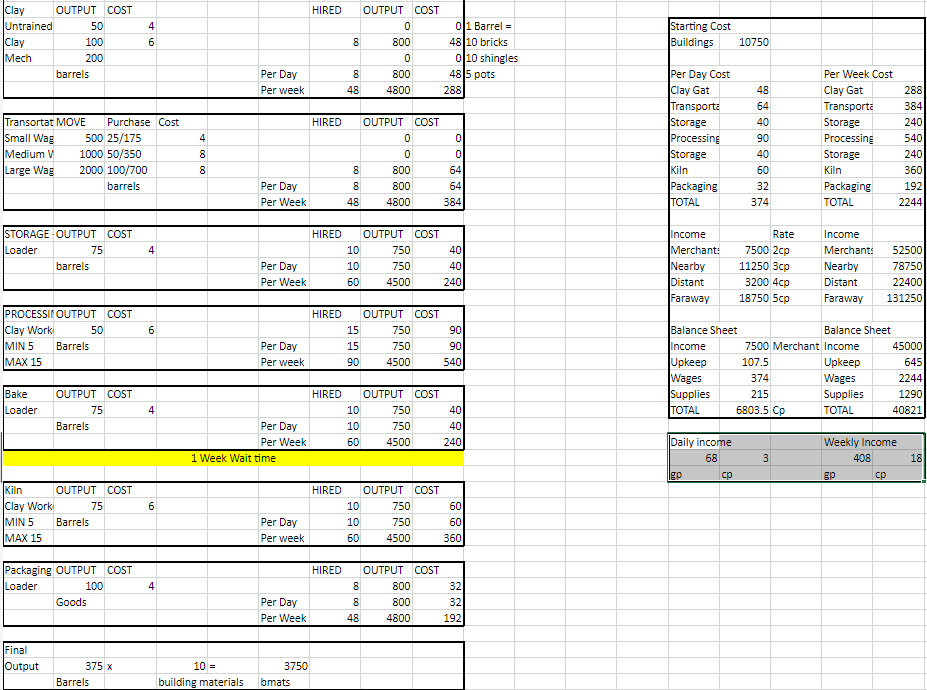 Clay OUTPUT COST HIRED OUTPUT COST
Untrained 50 4 0 0 1 Barrel = Starting Cost
Clay 100 6 8 800 48 10 bricks Buildings 10750
Mech 200 0 0 10 shingles
barrels Per Day 8 800 48 5 pots Per Day Cost Per Week Cost
Per week 48 4800 288 Clay Gat 48 Clay Gat 288
Transporta 64 Transporta 384
Transortat MOVE Purchase Cost HIRED OUTPUT COST Storage 40 Storage 240
Small Wag 500 25/175 4 0 0 Processing 90 Processing 540
Medium W 1000 50/350 8 0 0 Storage 40 Storage 240
Large Wag 2000 100/700 8 8 800 64 Kiln 60 Kiln 360
barrels Per Day 8 800 64 Packaging 32 Packaging 192
Per Week 48 4800 384 TOTAL 374 TOTAL 2244
STORAGE - OUTPUT COST HIRED OUTPUT COST Income Rate Income
Loader 75 4 10 750 40 Merchants 7500 2cp Merchants 52500
barrels Per Day 10 750 40 Nearby 11250 3cp Nearby 78750
Per Week 60 4500 240 Distant 3200 4cp Distant 22400
Faraway 18750 5cp Faraway 131250
PROCESSIN OUTPUT COST HIRED OUTPUT COST
Clay Work 50 6 15 750 90 Balance Sheet Balance Sheet
MIN 5 Barrels Per Day 15 750 90 Income 7500 Merchant Income 45000
MAX 15 Per week 90 4500 540 Upkeep 107.5 Upkeep 645
Wages 374 Wages 2244
Bake OUTPUT COST HIRED OUTPUT COST Supplies 215 Supplies 1290
Loader 75 4 10 750 40 TOTAL 6803.5 Cp TOTAL 40821
Barrels Per Day 10 750 40
Per Week 60 4500 240 Daily income Weekly Income
1 Week Wait time 68 3 408 18
gp cp gp cp
Kiln OUTPUT COST HIRED OUTPUT COST
Clay Work 75 6 10 750 60
MIN 5 Barrels Per Day 10 750 60
MAX 15 Per week 60 4500 360
Packaging OUTPUT COST HIRED OUTPUT COST
Loader 100 4 8 800 32
Goods Per Day 8 800 32
Per Week 48 4800 192
Final
Output 375 x 10 = 3750
Barrels building materials bmats